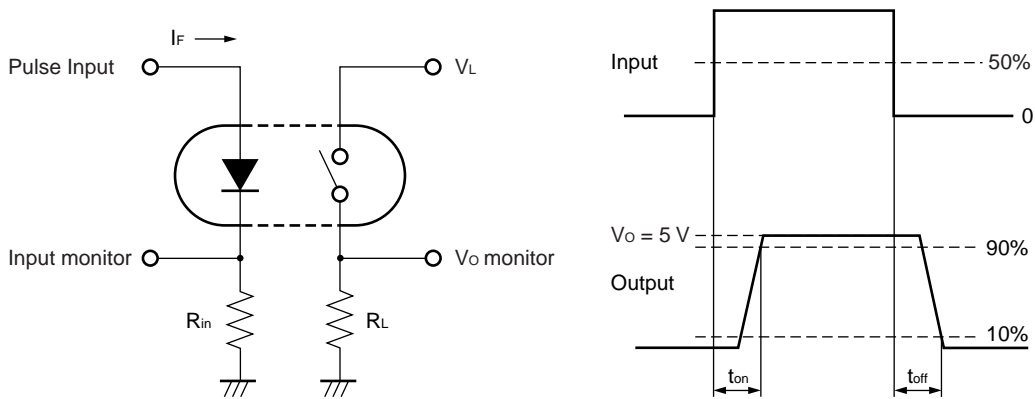 IF
Pulse Input
VL
Input monitor
VO monitor
Rin
RL
Input
50%
0
VO = 5 V
90%
Output
10%
ton
toff